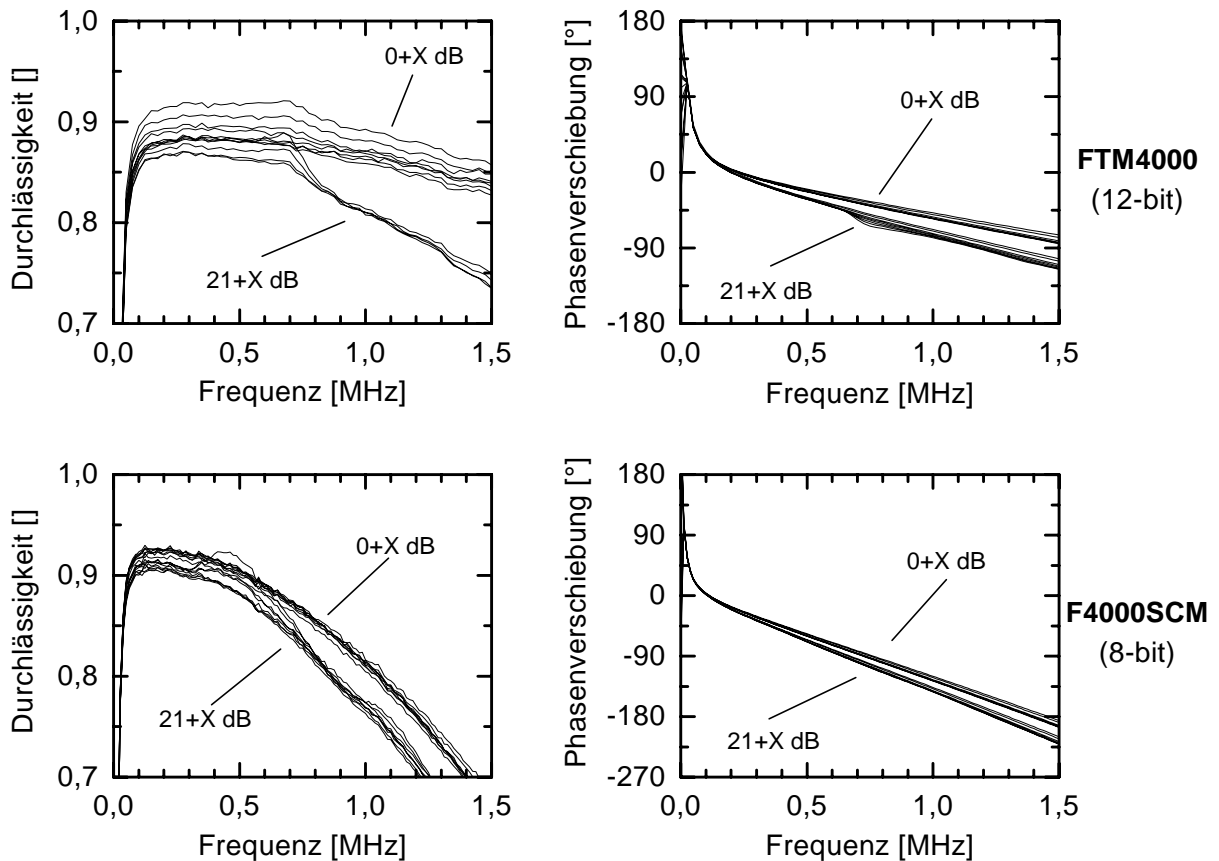 1,0
0,9
0,8
0,7
Durchlässigkeit []
0+X dB
21+X dB
0,0
0,5
1,0
1,5
Frequenz [MHz]
180
90
0
-90
-180
Phasenverschiebung [°]
0+X dB
21+X dB
0,0
0,5
1,0
1,5
Frequenz [MHz]
FTM4000
(12-bit)
1,0
0,9
0,8
0,7
Durchlässigkeit []
0+X dB
21+X dB
0,0
0,5
1,0
1,5
Frequenz [MHz]
180
90
0
-90
-180
-270
Phasenverschiebung [°]
0+X dB
21+X dB
0,0
0,5
1,0
1,5
Frequenz [MHz]
F4000SCM
(8-bit)